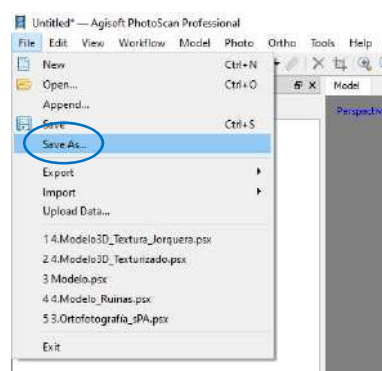 Untitled* — Agisoft PhotoScan Professional
File Edit View Workflow Model Photo Ortho Tools Help
New Ctrl+N
Open... Ctrl+O
Append...
Model
Save Ctrl+S
Perspectiv
Save As...
Export
Import
Upload Data...
1 4.Modelo3D_Textura_Jorquera.psx
2 4.Modelo3D_Texturizado.psx
3 Modelo.psx
4 4.Modelo_Ruinas.psx
5 3.Ortofotografía_sPA.psx
Exit